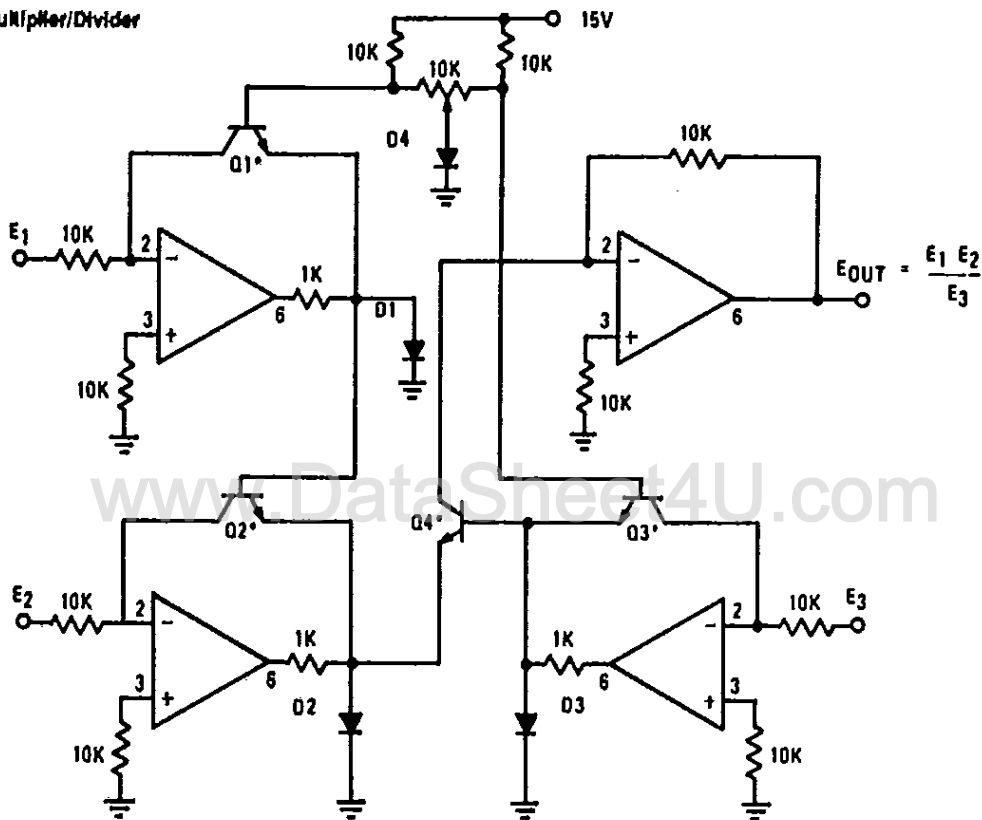 ultiplier/Divider
15V
10K
10K
10K
D4
Q1*
10K
E1
10K
2
−
1K
6
D1
3
+
10K
2
−
6
3
+
10K
EOUT = E1 E2
E3
www.DataSheet4U.com
Q2*
Q4*
Q3*
E2
10K
2
−
1K
6
3
+
D2
10K
1K
6
D3
2
−
10K
E3
3
+
10K